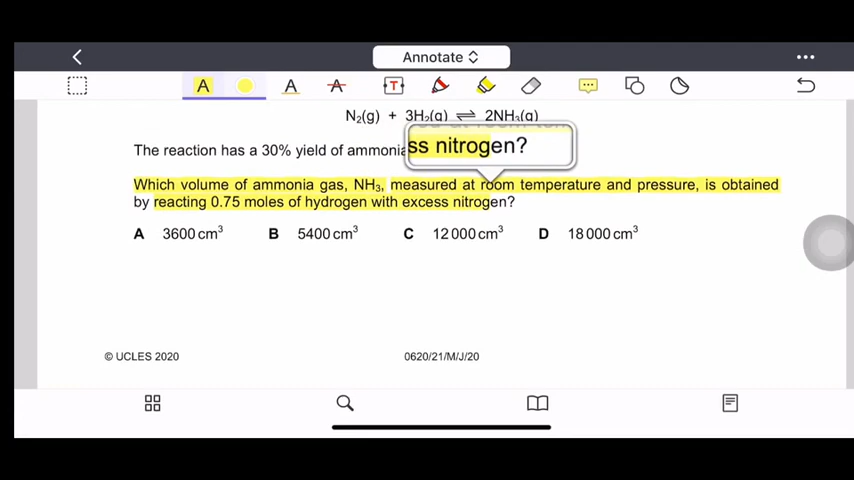 Annotate
A A A T
N₂(g) + 3H₂(g) ⇌ 2NH₃(g)
The reaction has a 30% yield of ammonia
ss nitrogen?
Which volume of ammonia gas, NH₃, measured at room temperature and pressure, is obtained
by reacting 0.75 moles of hydrogen with excess nitrogen?
A 3600 cm³ B 5400 cm³ C 12 000 cm³ D 18 000 cm³
© UCLES 2020 0620/21/M/J/20